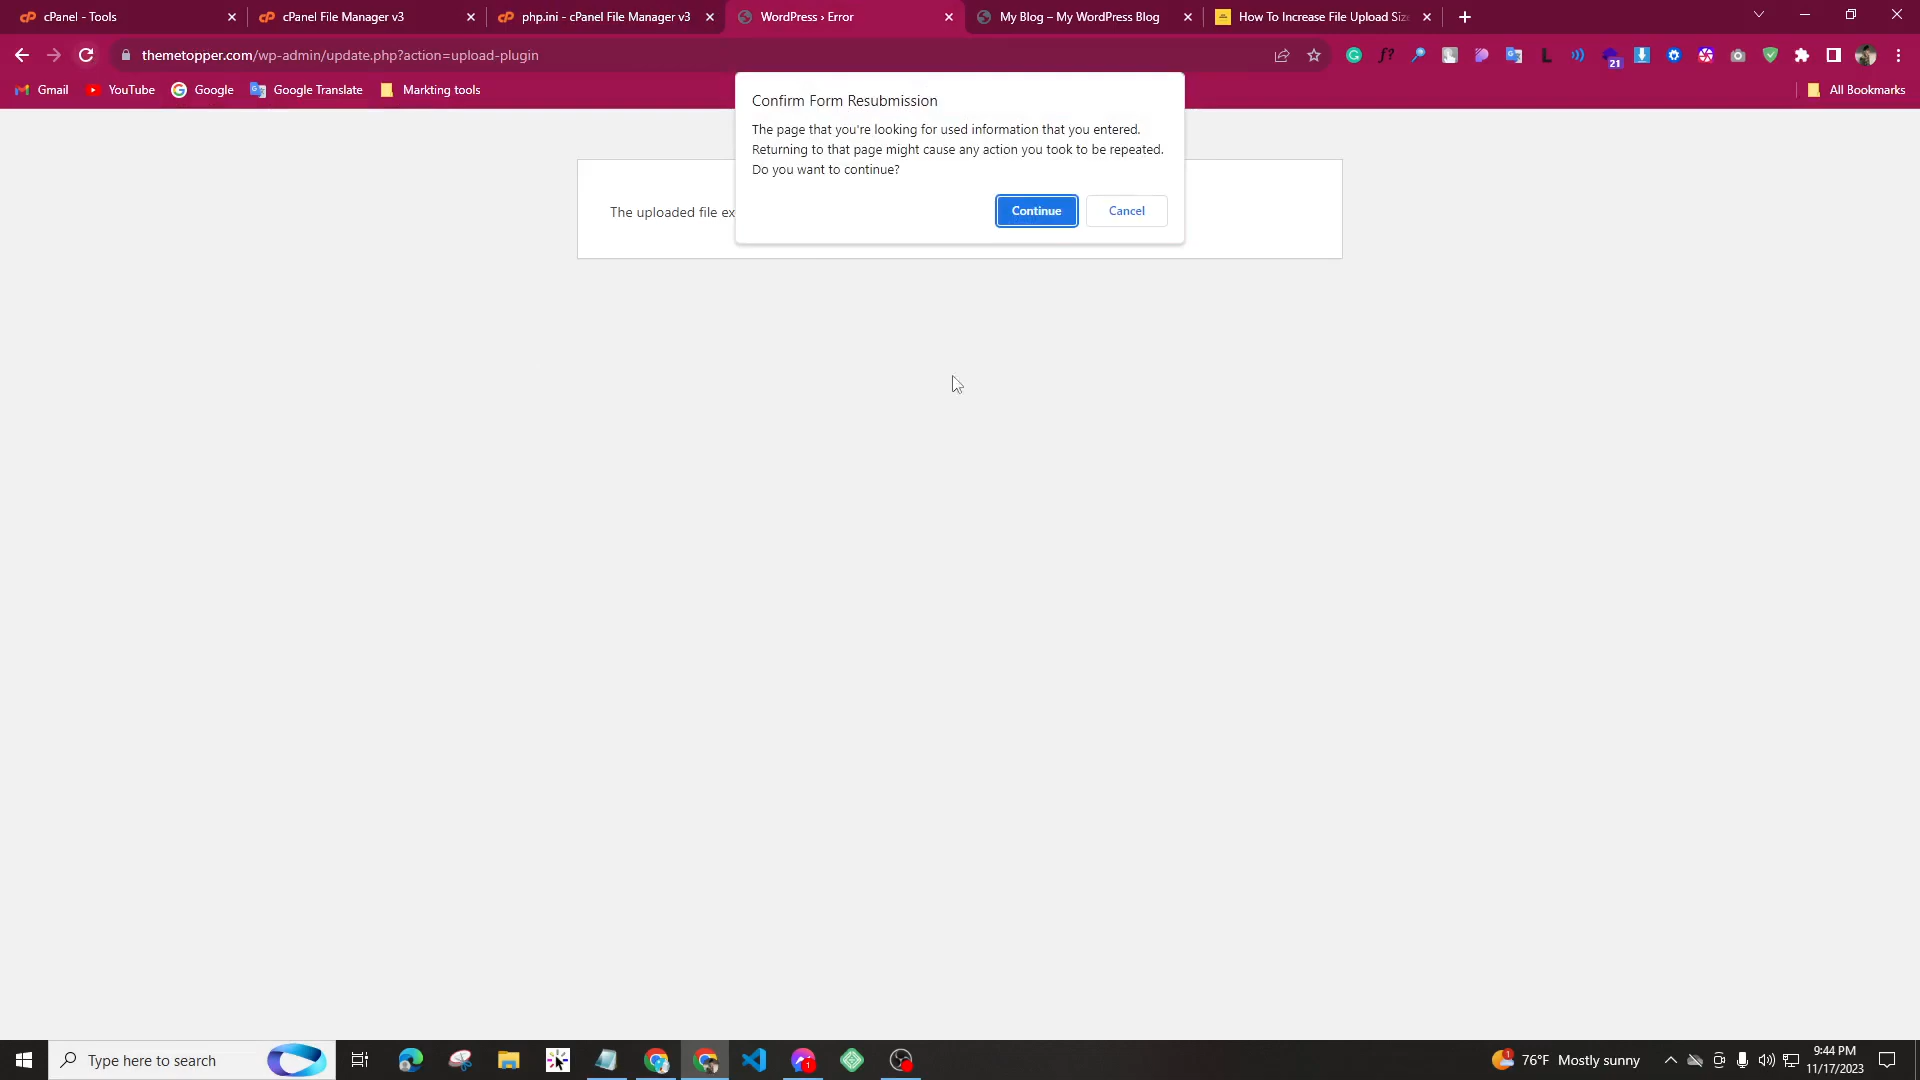 cPanel - Tools
cPanel File Manager v3
php.ini - cPanel File Manager v3
WordPress › Error
My Blog – My WordPress Blog
How To Increase File Upload Siz
themetopper.com/wp-admin/update.php?action=upload-plugin
21
Gmail
YouTube
Google
Google Translate
Markting tools
All Bookmarks
Confirm Form Resubmission
The page that you're looking for used information that you entered.
Returning to that page might cause any action you took to be repeated.
Do you want to continue?
Continue
Cancel
The uploaded file ex
Type here to search
1
1
76°F Mostly sunny
9:44 PM
11/17/2023